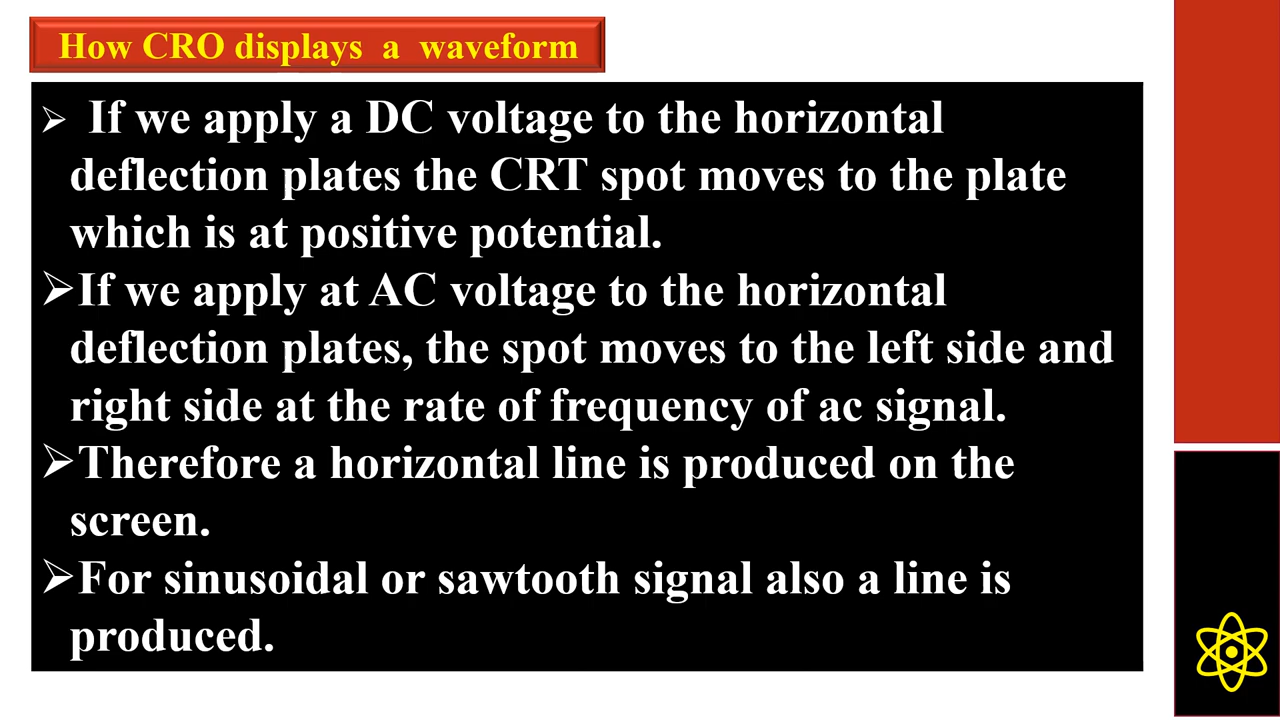 How CRO displays a waveform
➢ If we apply a DC voltage to the horizontal
deflection plates the CRT spot moves to the plate
which is at positive potential.
➢If we apply at AC voltage to the horizontal
deflection plates, the spot moves to the left side and
right side at the rate of frequency of ac signal.
➢Therefore a horizontal line is produced on the
screen.
➢For sinusoidal or sawtooth signal also a line is
produced.